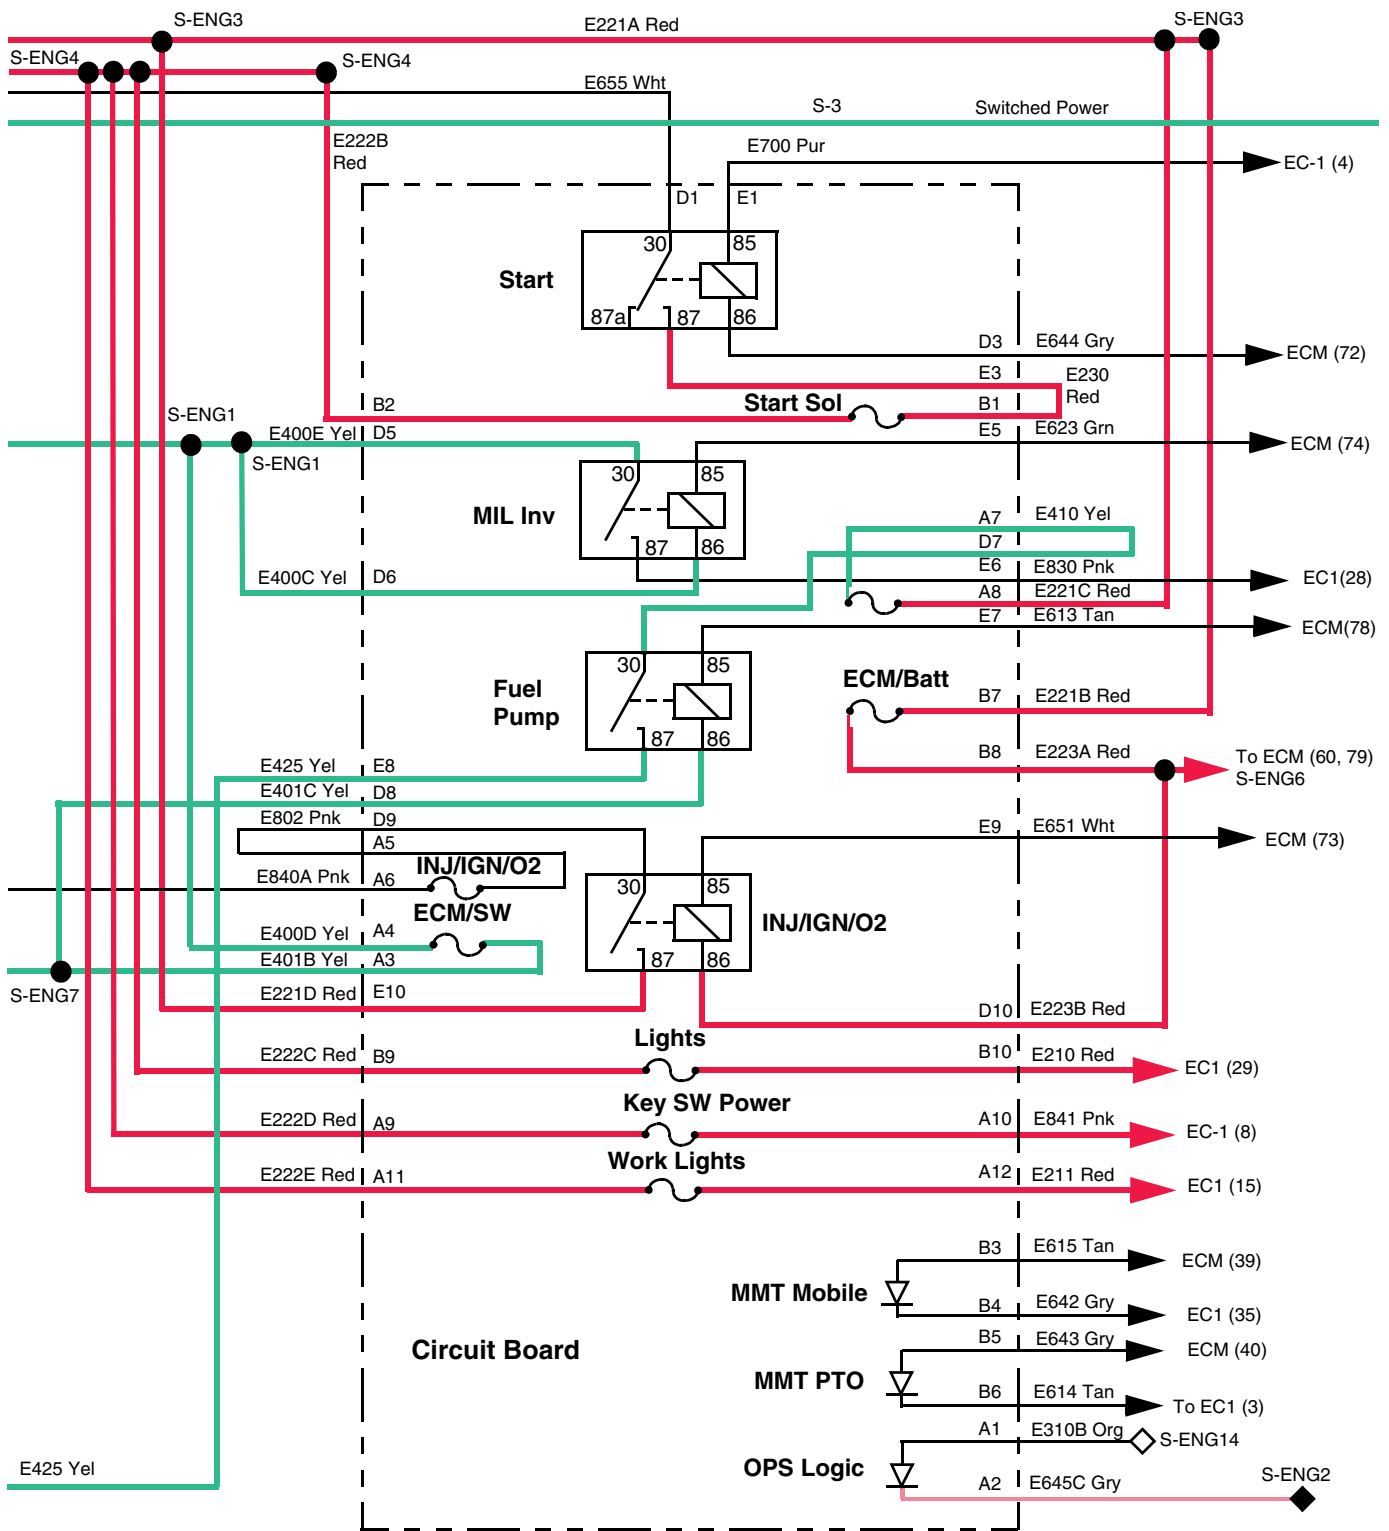 S-ENG3
E221A Red
S-ENG3
S-ENG4
S-ENG4
E655 Wht
S-3
Switched Power
E222B
Red
E700 Pur
EC-1 (4)
D1
E1
30
85
Start
87a
87
86
D3
E644 Gry
ECM (72)
E3
E230
Red
B2
Start Sol
B1
S-ENG1
E400E Yel
D5
E5
E623 Grn
ECM (74)
S-ENG1
30
85
MIL Inv
A7
E410 Yel
D7
87
86
E400C Yel
D6
E6
E830 Pnk
EC1(28)
A8
E221C Red
E7
E613 Tan
ECM(78)
30
85
ECM/Batt
Fuel
Pump
B7
E221B Red
87
86
B8
E223A Red
To ECM (60, 79)
S-ENG6
E425 Yel
E8
E401C Yel
D8
E802 Pnk
D9
E9
E651 Wht
ECM (73)
A5
INJ/IGN/O2
E840A Pnk
A6
30
85
ECM/SW
INJ/IGN/O2
E400D Yel
A4
E401B Yel
A3
87
86
S-ENG7
E221D Red
E10
D10
E223B Red
Lights
E222C Red
B9
B10
E210 Red
EC1 (29)
Key SW Power
E222D Red
A9
A10
E841 Pnk
EC-1 (8)
Work Lights
E222E Red
A11
A12
E211 Red
EC1 (15)
B3
E615 Tan
ECM (39)
MMT Mobile
B4
E642 Gry
EC1 (35)
Circuit Board
B5
E643 Gry
ECM (40)
MMT PTO
B6
E614 Tan
To EC1 (3)
A1
E310B Org
S-ENG14
OPS Logic
E425 Yel
A2
E645C Gry
S-ENG2